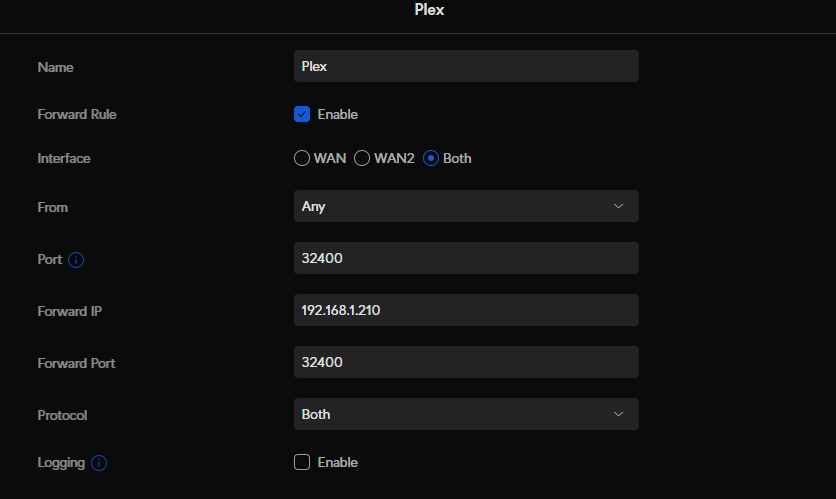 Plex
Name Plex
Forward Rule Enable
Interface WAN WAN2 Both
From Any
Port 32400
Forward IP 192.168.1.210
Forward Port 32400
Protocol Both
Logging Enable